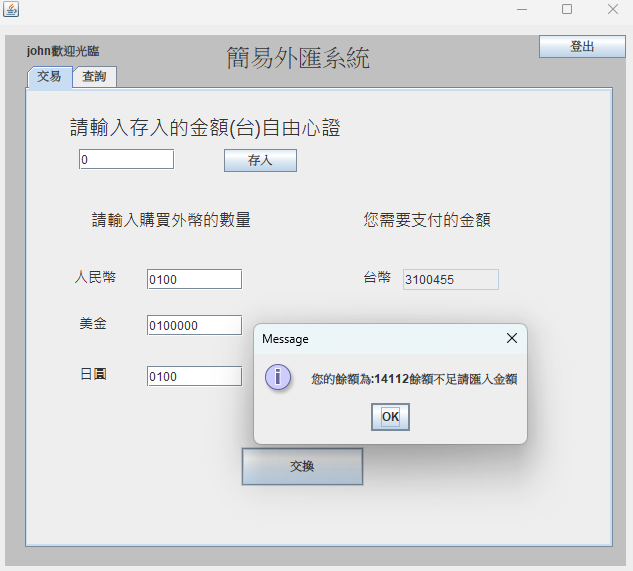 john歡迎光臨
簡易外匯系統
登出
交易
查詢
請輸入存入的金額(台)自由心證
0
存入
請輸入購買外幣的數量
您需要支付的金額
人民幣
0100
台幣
3100455
美金
0100000
Message
您的餘額為:14112餘額不足請匯入金額
日圓
0100
OK
交換